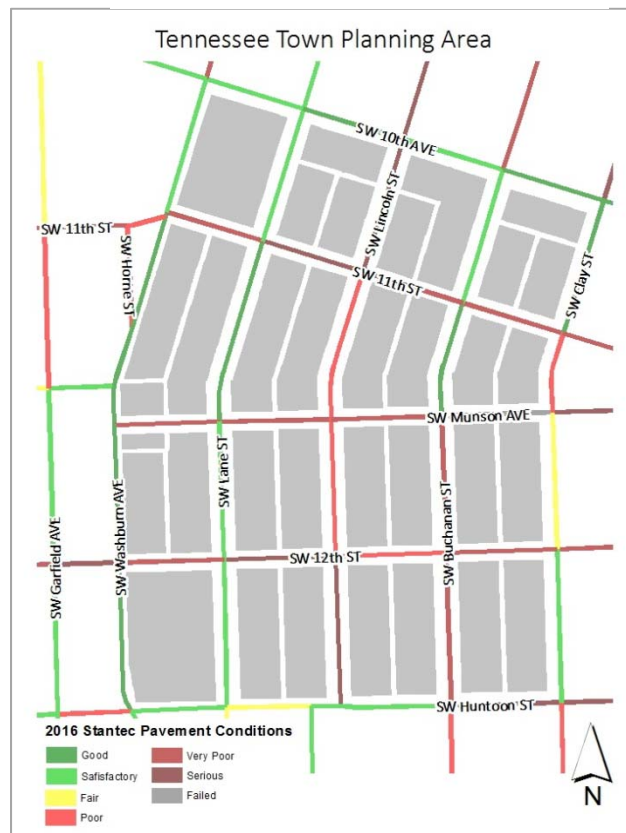 Tennessee Town Planning Area
SW 10th AVE
SW Lincoln ST
SW 11th ST
SW Horne ST
SW 11th ST
SW Clay ST
SW Munson AVE
SW Lane ST
SW Buchanan ST
SW Washburn AVE
SW Garfield AVE
SW 12th ST
SW Huntoon ST
2016 Stantec Pavement Conditions
Good
Satisfactory
Fair
Poor
Very Poor
Serious
Failed
N